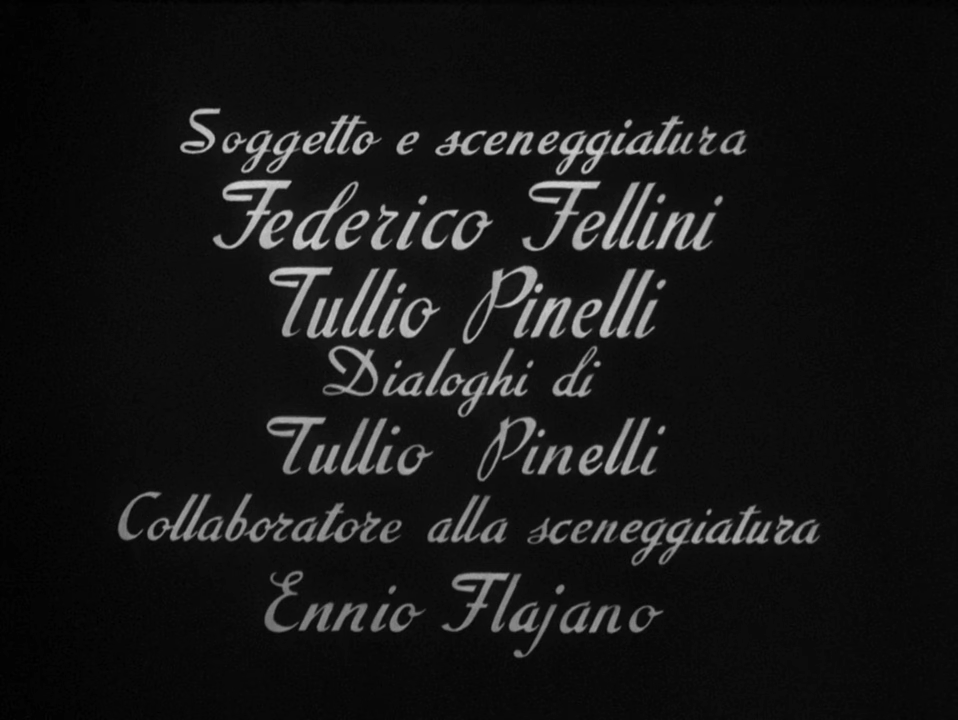 Soggetto e sceneggiatura
Federico Fellini
Tullio Pinelli
Dialoghi di
Tullio Pinelli
Collaboratore alla sceneggiatura
Ennio Flajano